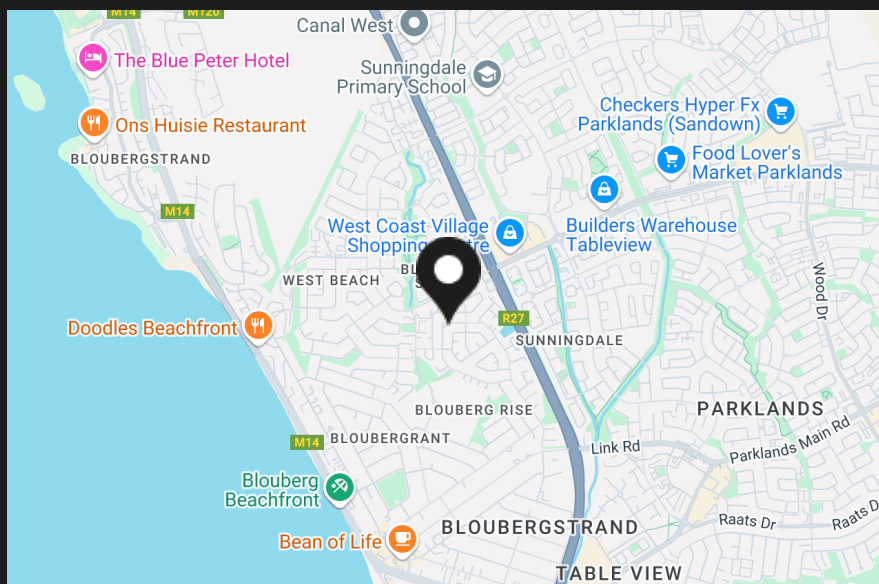 M14
M120
Canal West
The Blue Peter Hotel
Sunningdale
Primary School
Checkers Hyper Fx
Parklands (Sandown)
Ons Huisie Restaurant
Food Lover's
Market Parklands
BLOUBERGSTRAND
M14
West Coast Village
Shopping
Builders Warehouse
Tableview
WEST BEACH
Wood Dr
Doodles Beachfront
R27
SUNNINGDALE
BLOUBERG RISE
PARKLANDS
M14
BLOUBERGRANT
Link Rd
Parklands Main Rd
Blouberg
Beachfront
Raats Dr
Raats D
BLOUBERGSTRAND
Bean of Life
TABLE VIEW